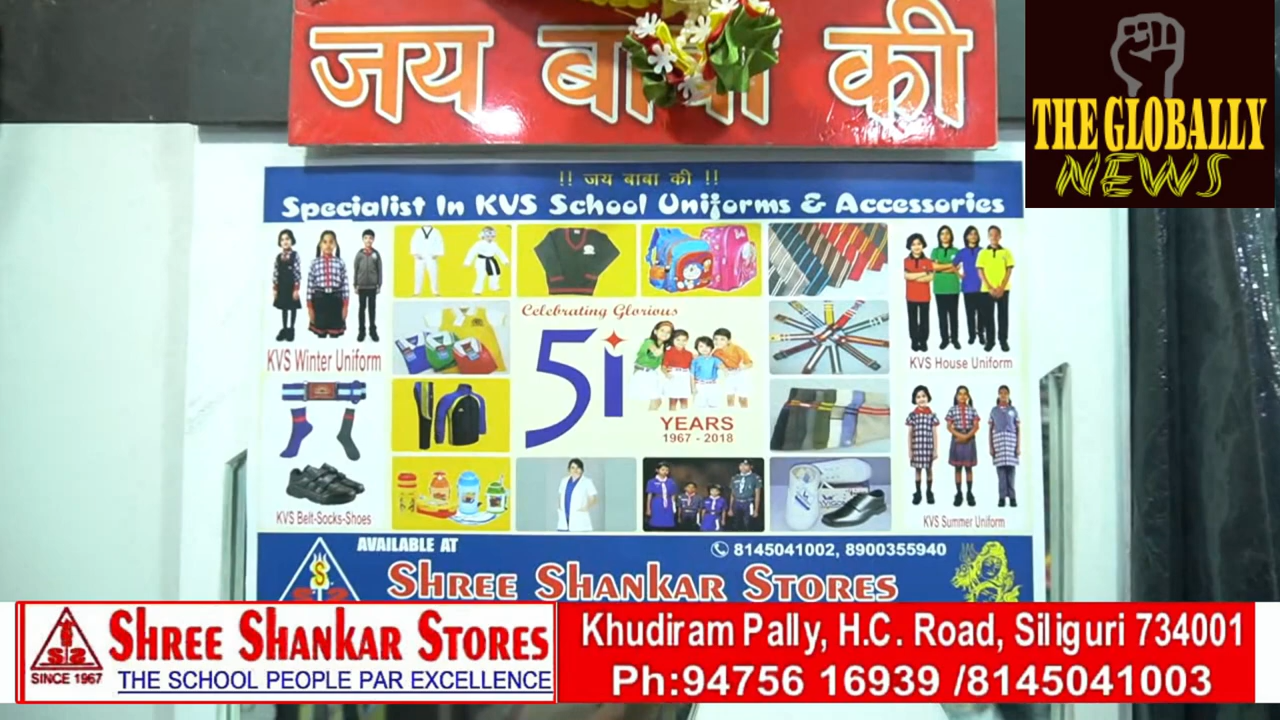 जय बाबा की
THE GLOBALLY
NEWS
!! जय बाबा की !!
Specialist In KVS School Uniforms & Accessories
KVS Winter Uniform
Celebrating Glorious
51
YEARS
1967 - 2018
KVS House Uniform
KVS Belt-Socks-Shoes
KVS Summer Uniform
AVAILABLE AT
8145041002, 8900355940
SHREE SHANKAR STORES
SHREE SHANKAR STORES
SINCE 1967
THE SCHOOL PEOPLE PAR EXCELLENCE
Khudiram Pally, H.C. Road, Siliguri 734001
Ph:94756 16939 /8145041003